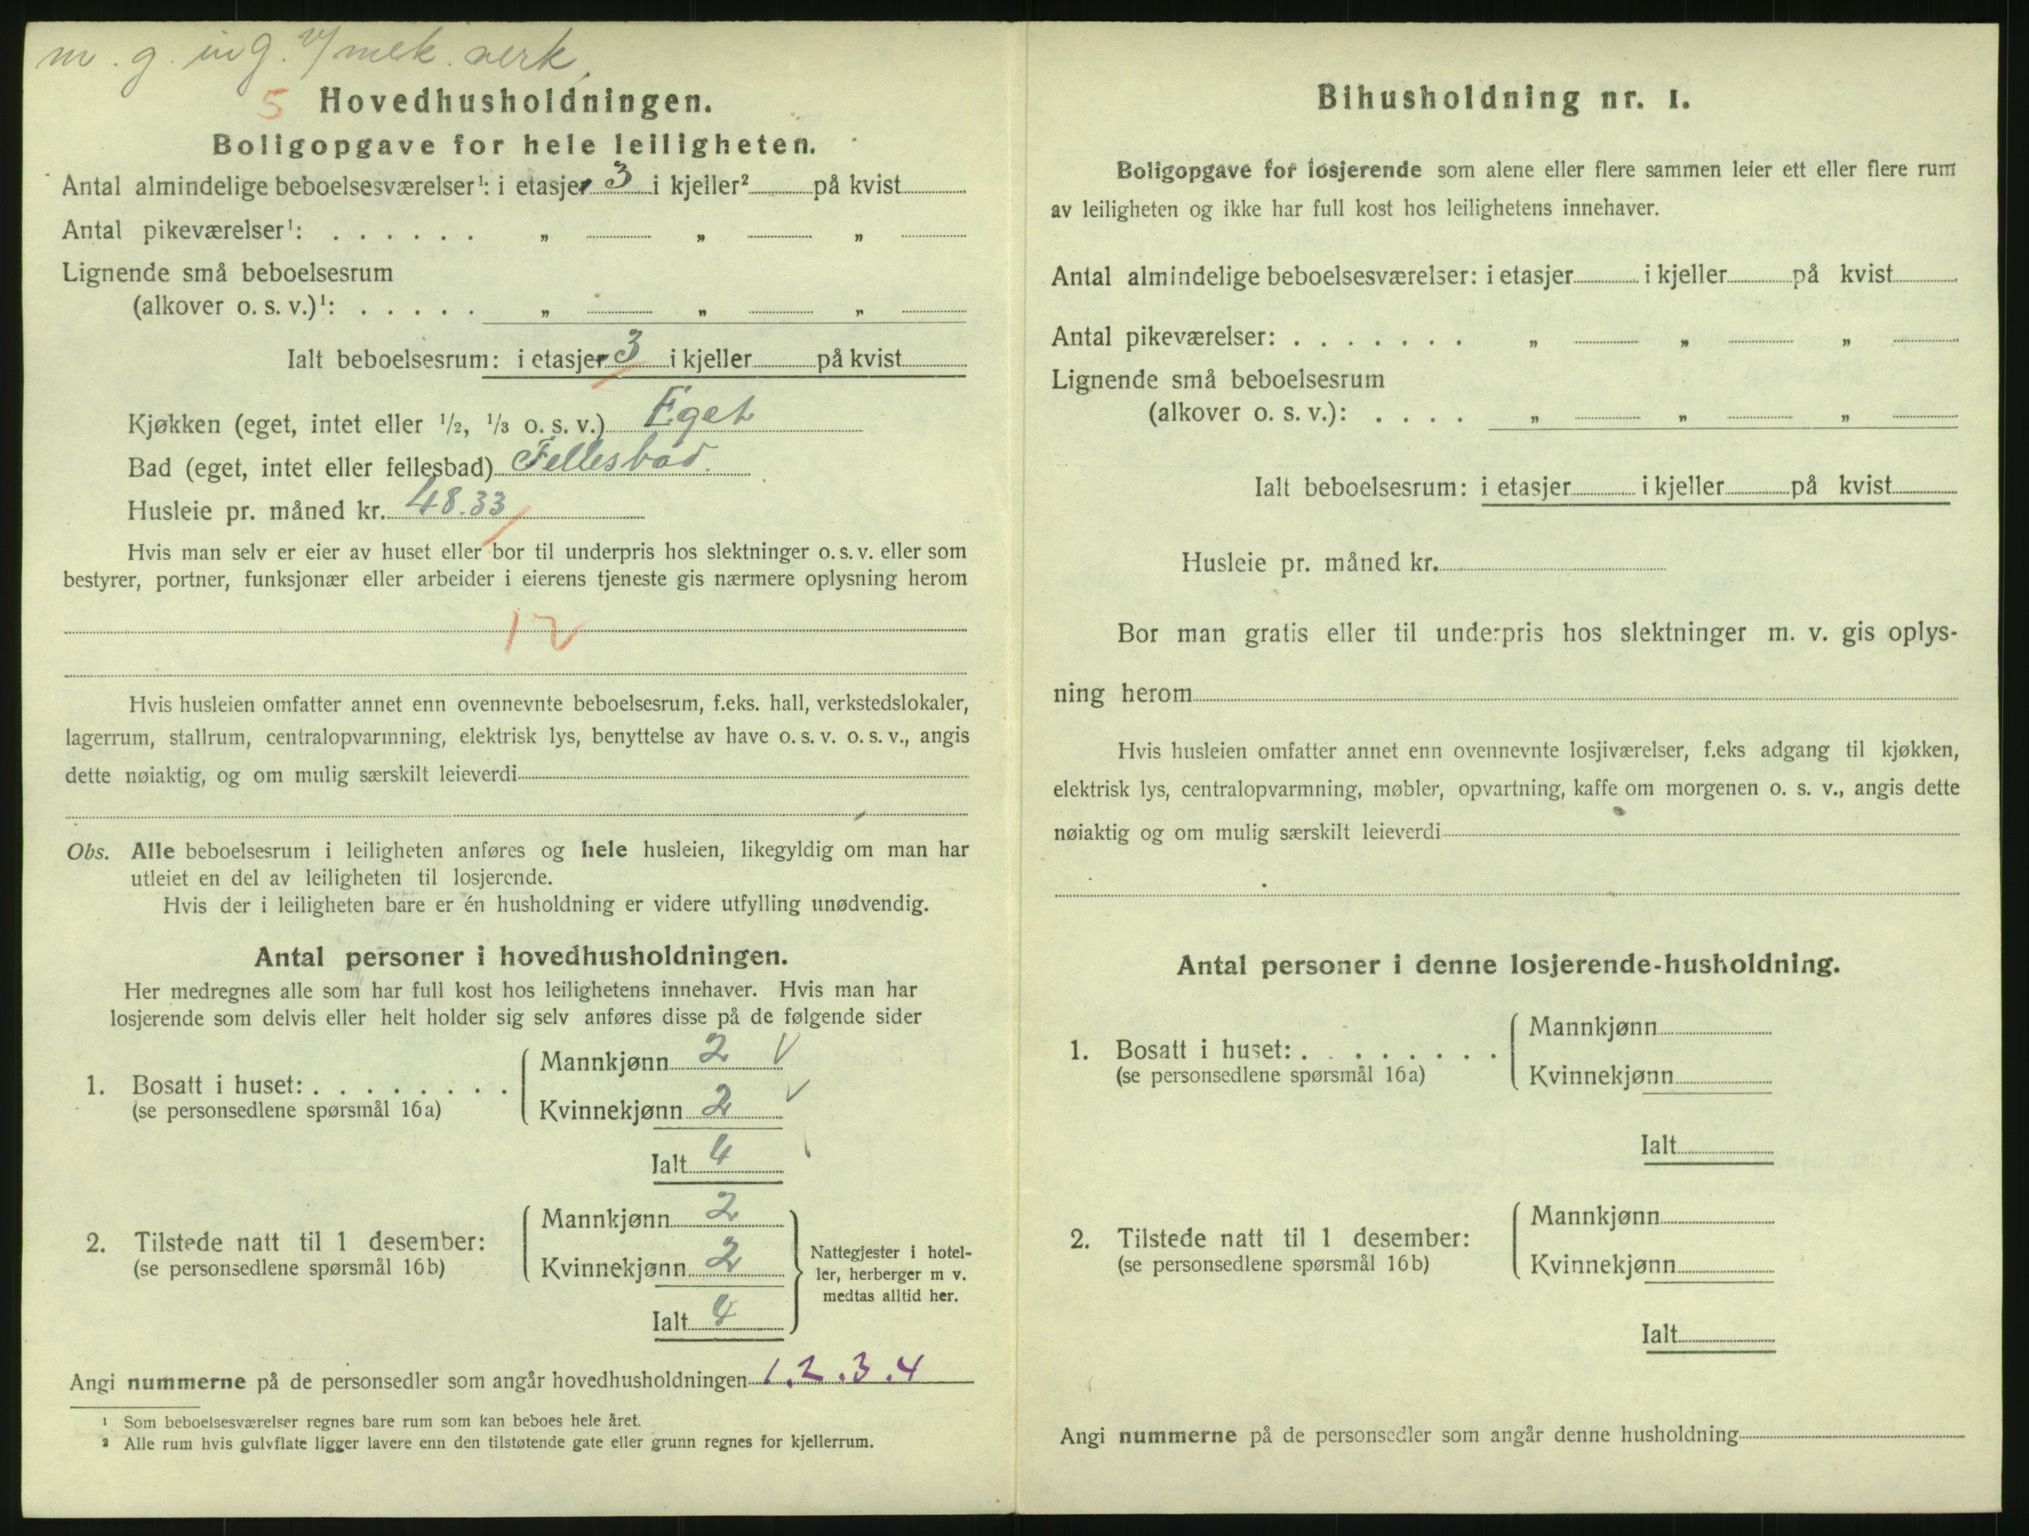 m. g. ing. v/ mek. verk.
5 Hovedhusholdningen.
Boligopgave for hele leiligheten.
Antal almindelige beboelsesværelser¹: i etasjer 3 i kjeller² på kvist
Antal pikeværelser¹: . . . . . . „ „ „
Lignende små beboelsesrum
(alkover o. s. v.)¹: . . . . . „ „ „
Ialt beboelsesrum: i etasjer 3 i kjeller på kvist
Kjøkken (eget, intet eller ½, ⅓ o. s. v.) Eget
Bad (eget, intet eller fellesbad) Fellesbad.
Husleie pr. måned kr. 48.33
Hvis man selv er eier av huset eller bor til underpris hos slektninger o. s. v. eller som
bestyrer, portner, funksjonær eller arbeider i eierens tjeneste gis nærmere oplysning herom
12
Hvis husleien omfatter annet enn ovennevnte beboelsesrum, f.eks. hall, verkstedslokaler,
lagerrum, stallrum, centralopvarmning, elektrisk lys, benyttelse av have o. s. v. o. s. v., angis
dette nøiaktig, og om mulig særskilt leieverdi
Obs. Alle beboelsesrum i leiligheten anføres og hele husleien, likegyldig om man har
utleiet en del av leiligheten til losjerende.
Hvis der i leiligheten bare er én husholdning er videre utfylling unødvendig.
Antal personer i hovedhusholdningen.
Her medregnes alle som har full kost hos leilighetens innehaver. Hvis man har
losjerende som delvis eller helt holder sig selv anføres disse på de følgende sider
Mannkjønn 2 √
1. Bosatt i huset: . . . . . . . .
(se personsedlene spørsmål 16a)
Kvinnekjønn 2 √
Ialt 4
Mannkjønn 2
2. Tilstede natt til 1 desember:
(se personsedlene spørsmål 16b)
Kvinnekjønn 2
Ialt 4
Nattegjester i hotel-
ler, herberger m v.
medtas alltid her.
Angi nummerne på de personsedler som angår hovedhusholdningen 1.2.3.4
¹ Som beboelsesværelser regnes bare rum som kan beboes hele året.
² Alle rum hvis gulvflate ligger lavere enn den tilstøtende gate eller grunn regnes for kjellerrum.
Bihusholdning nr. 1.
Boligopgave for losjerende som alene eller flere sammen leier ett eller flere rum
av leiligheten og ikke har full kost hos leilighetens innehaver.
Antal almindelige beboelsesværelser: i etasjer i kjeller på kvist
Antal pikeværelser: . . . . . . . „ „ „
Lignende små beboelsesrum
(alkover o. s. v.): . . . . „ „ „
Ialt beboelsesrum: i etasjer i kjeller på kvist
Husleie pr. måned kr.
Bor man gratis eller til underpris hos slektninger m. v. gis oplys-
ning herom
Hvis husleien omfatter annet enn ovennevnte losjiværelser, f.eks adgang til kjøkken,
elektrisk lys, centralopvarmning, møbler, opvartning, kaffe om morgenen o. s. v., angis dette
nøiaktig og om mulig særskilt leieverdi
Antal personer i denne losjerende-husholdning.
Mannkjønn
1. Bosatt i huset: . . . . . . . .
(se personsedlene spørsmål 16a)
Kvinnekjønn
Ialt
Mannkjønn
2. Tilstede natt til 1 desember:
(se personsedlene spørsmål 16b)
Kvinnekjønn
Ialt
Angi nummerne på de personsedler som angår denne husholdning